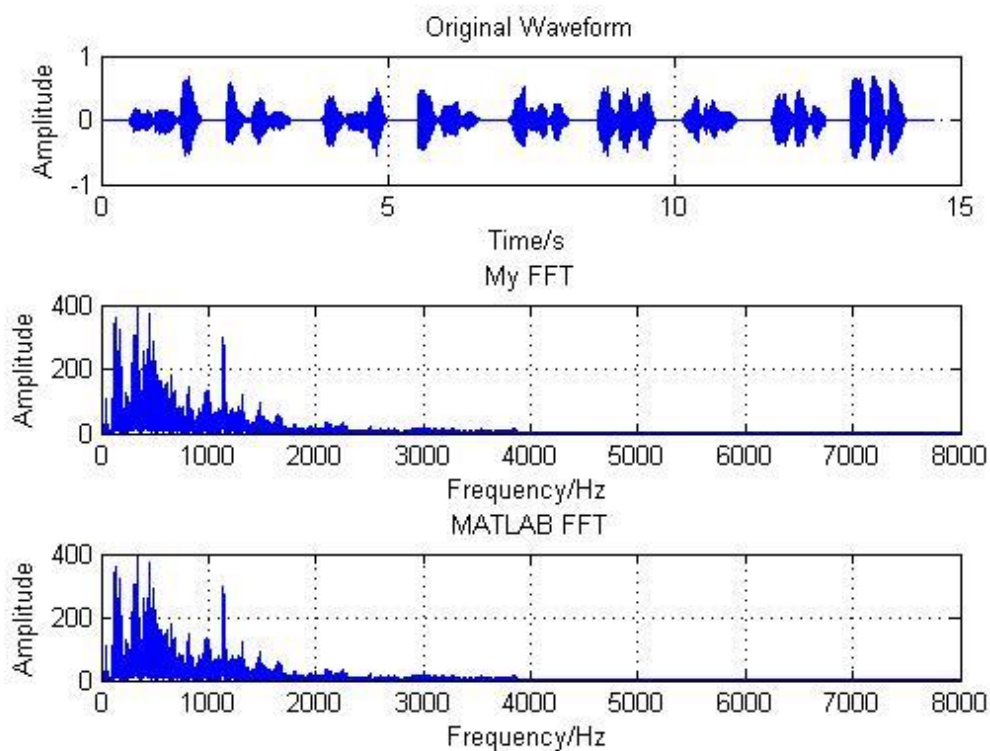 Original Waveform
Amplitude
1
0
-1
0 5 10 15
Time/s
My FFT
Amplitude
400
200
0
0 1000 2000 3000 4000 5000 6000 7000 8000
Frequency/Hz
MATLAB FFT
Amplitude
400
200
0
0 1000 2000 3000 4000 5000 6000 7000 8000
Frequency/Hz